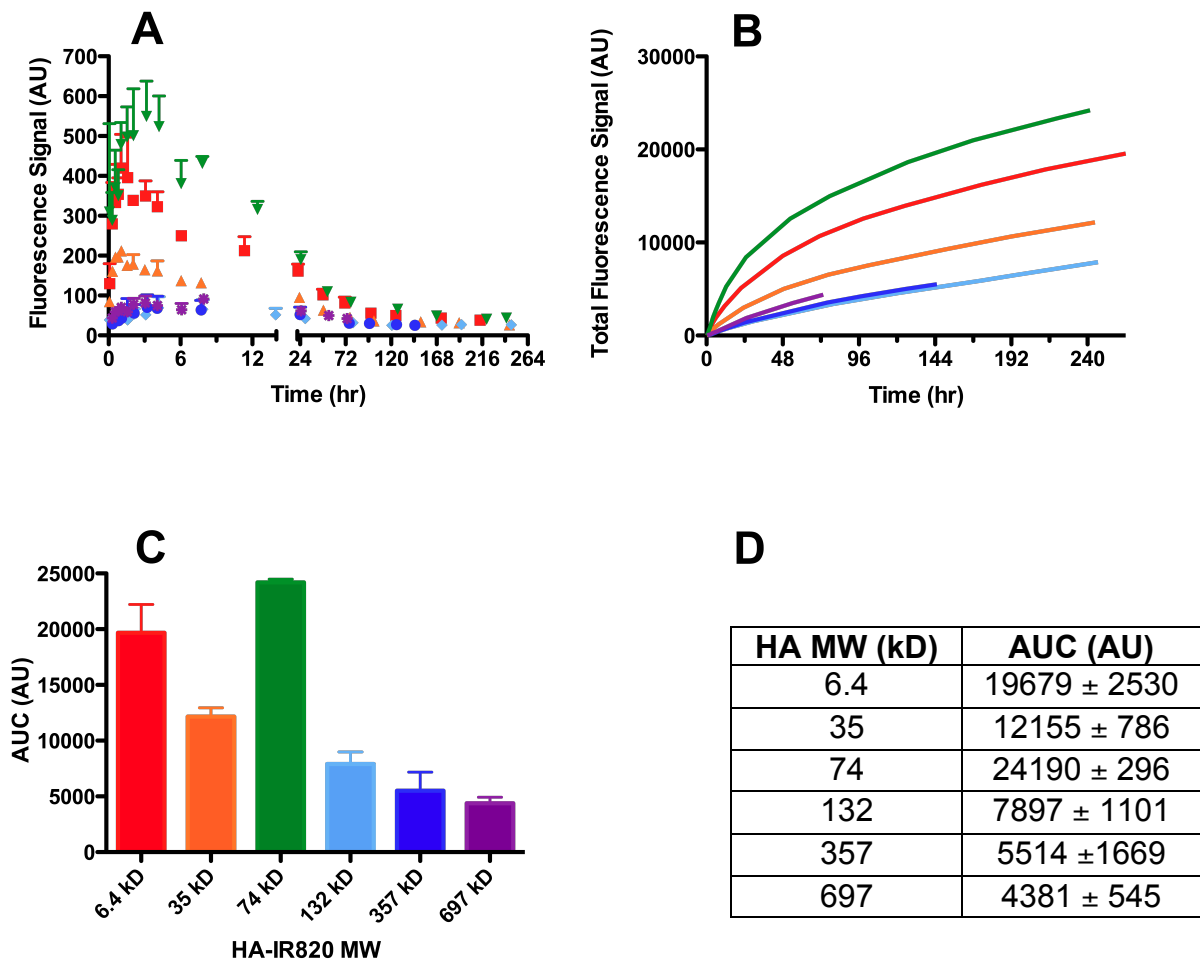 A
700
600
500
400
300
200
100
0
Fluorescence Signal (AU)
0 6 12 24 72 120 168 216 264
Time (hr)
B
30000
20000
10000
0
Total Fluorescence Signal (AU)
0 48 96 144 192 240
Time (hr)
C
25000
20000
15000
10000
5000
0
AUC (AU)
6.4 kD 35 kD 74 kD 132 kD 357 kD 697 kD
HA-IR820 MW
D
HA MW (kD) AUC (AU)
6.4 19679 ± 2530
35 12155 ± 786
74 24190 ± 296
132 7897 ± 1101
357 5514 ±1669
697 4381 ± 545